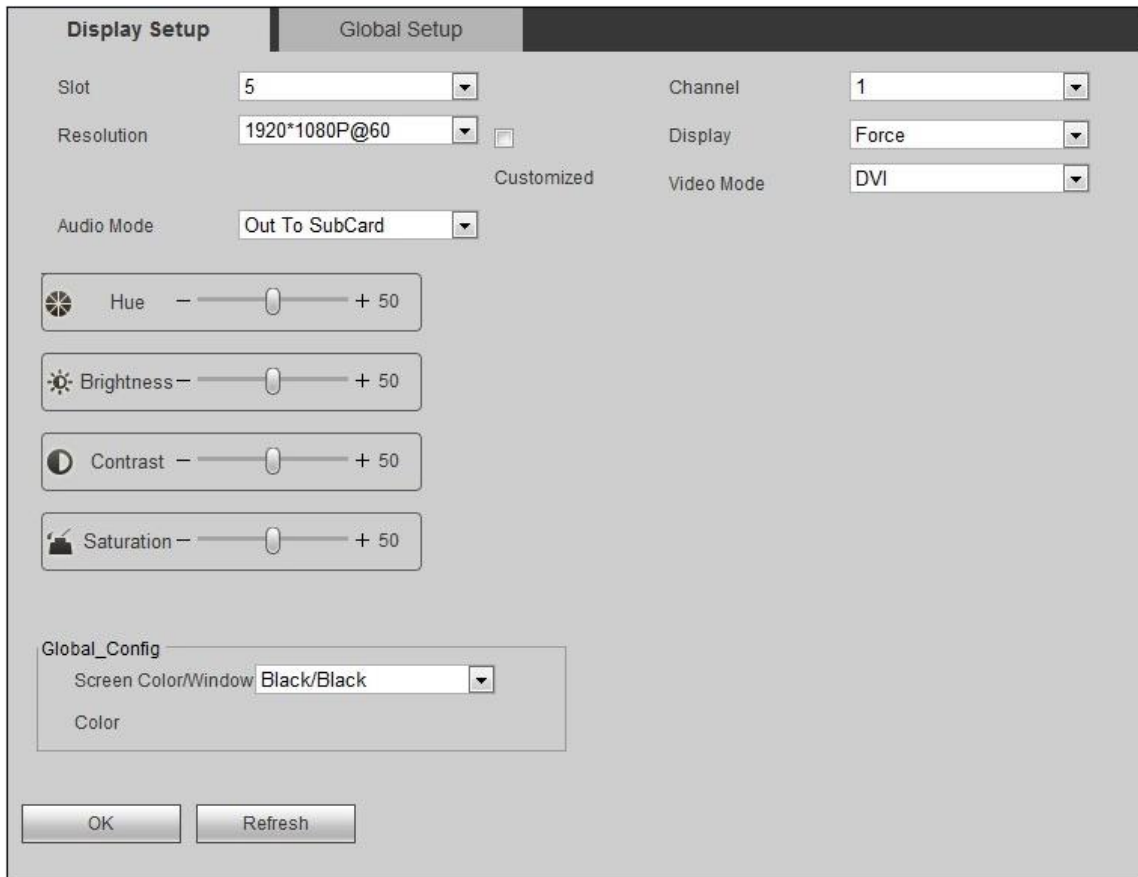 Display Setup
Global Setup
Slot 5 Channel 1
Resolution 1920*1080P@60 Display Force
Customized Video Mode DVI
Audio Mode Out To SubCard
Hue − + 50
Brightness − + 50
Contrast − + 50
Saturation − + 50
Global_Config
Screen Color/Window Black/Black
Color
OK Refresh